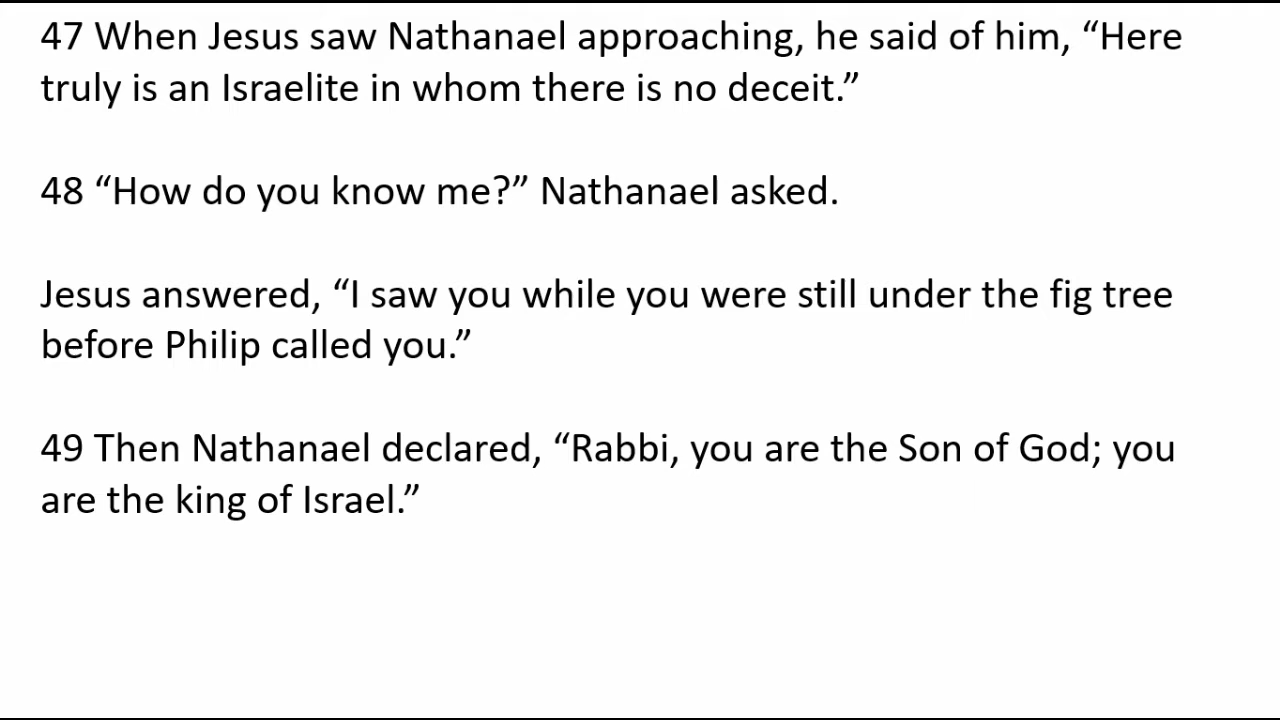 47 When Jesus saw Nathanael approaching, he said of him, “Here
truly is an Israelite in whom there is no deceit.”
48 “How do you know me?” Nathanael asked.
Jesus answered, “I saw you while you were still under the fig tree
before Philip called you.”
49 Then Nathanael declared, “Rabbi, you are the Son of God; you
are the king of Israel.”